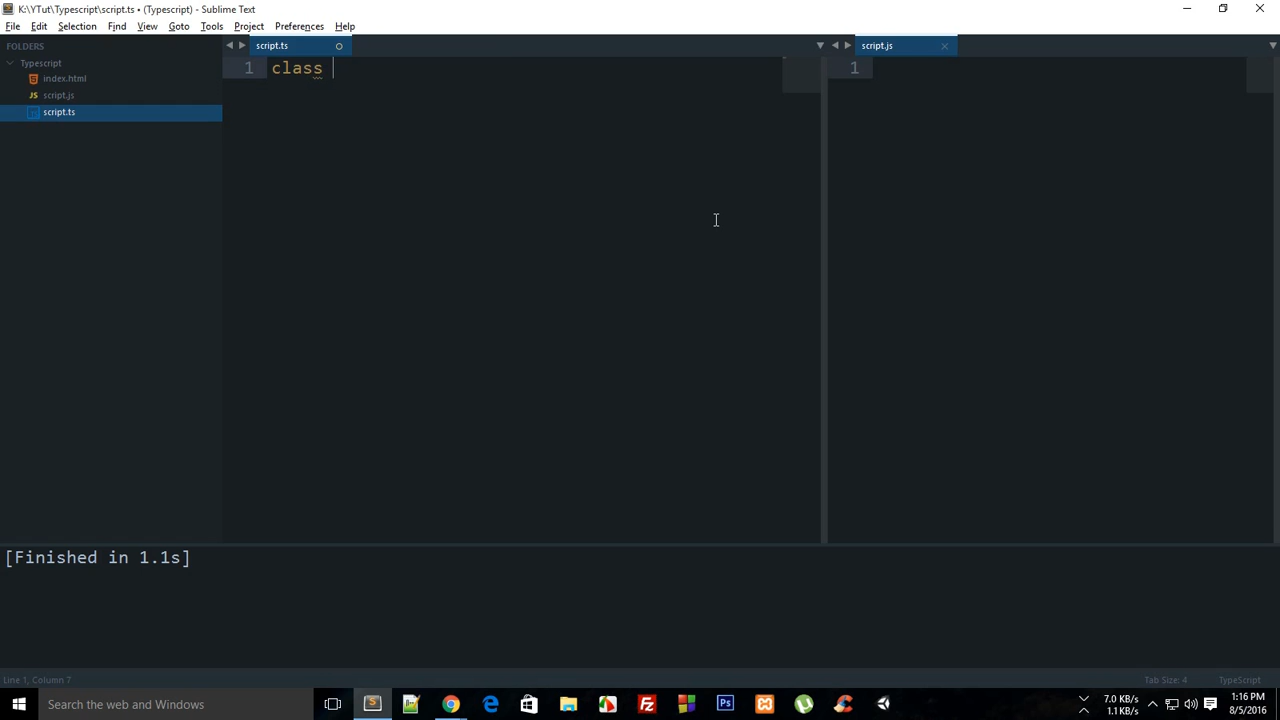 K:\YTut\Typescript\script.ts • (Typescript) - Sublime Text
File Edit Selection Find View Goto Tools Project Preferences Help
FOLDERS
Typescript
index.html
JS script.js
script.ts
script.ts
script.js
1 class
1
[Finished in 1.1s]
Line 1, Column 7
Tab Size: 4
TypeScript
Search the web and Windows
7.0 KB/s
1.1 KB/s
1:16 PM
8/5/2016